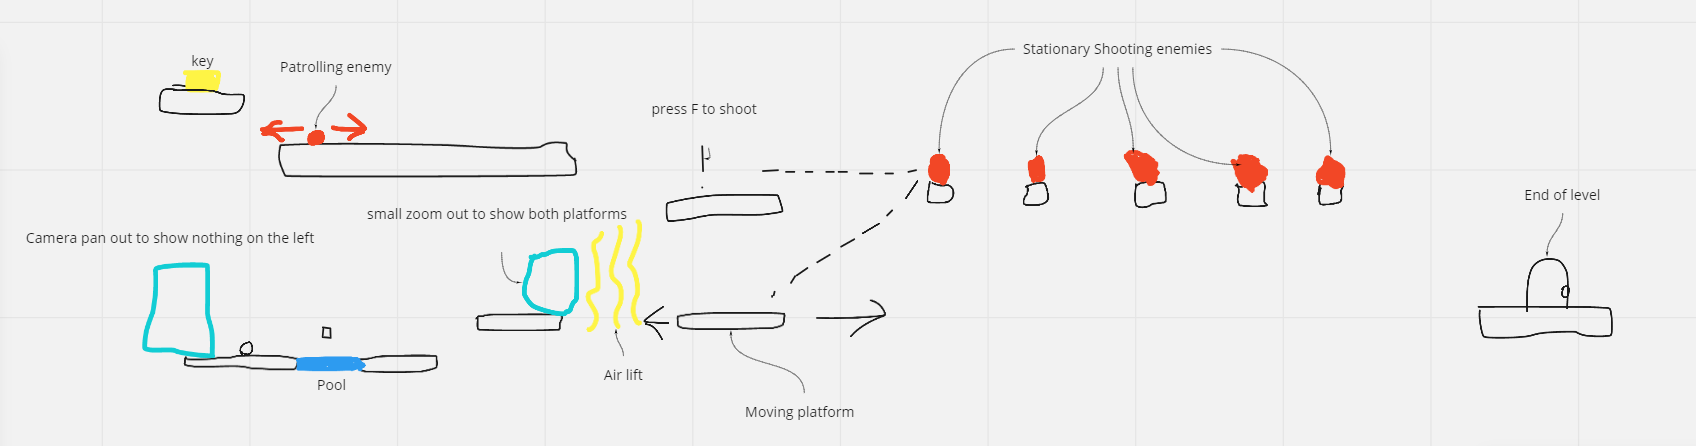 key
Patrolling enemy
Stationary Shooting enemies
press F to shoot
End of level
small zoom out to show both platforms
Camera pan out to show nothing on the left
Air lift
Pool
Moving platform